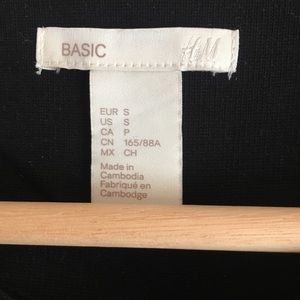 BASIC
H&M
EUR S
US S
CA P
CN 165/88A
MX CH
Made in
Cambodia
Fabriqué en
Cambodge